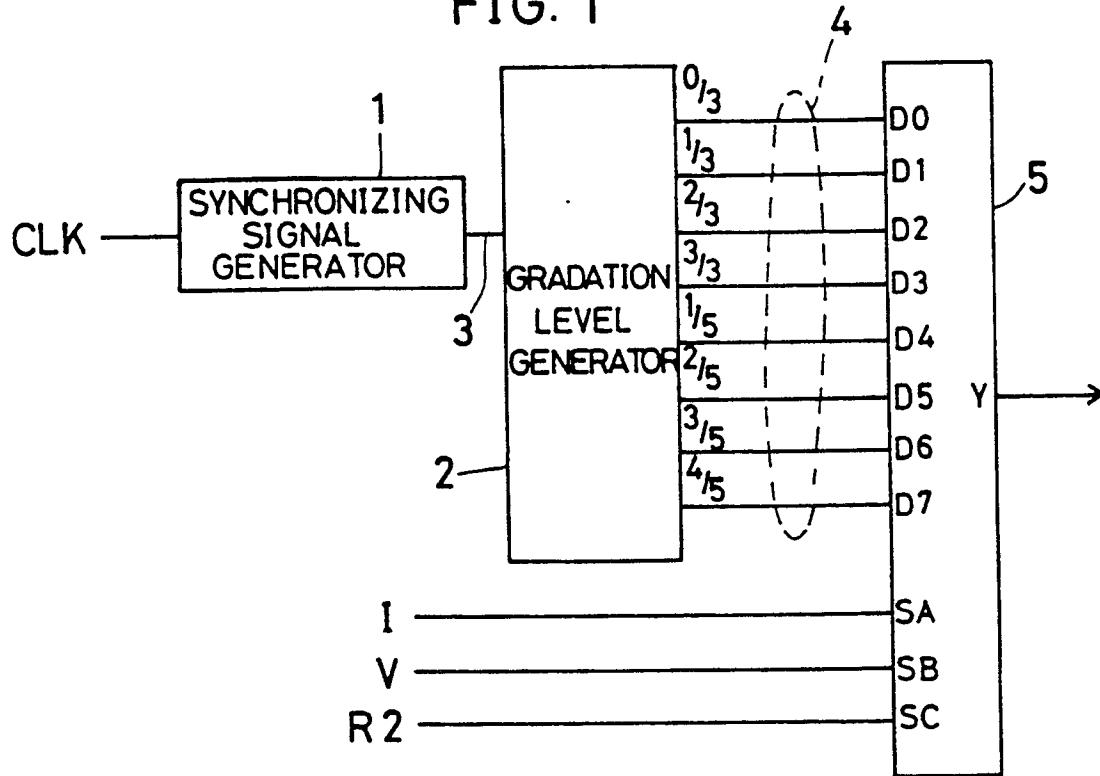 FIG. 1
4
0/3
D0
1
1/3
D1
5
SYNCHRONIZING
SIGNAL
GENERATOR
CLK
2/3
D2
3
3/3
D3
GRADATION
LEVEL
GENERATOR
1/5
D4
2/5
D5
Y
3/5
D6
2
4/5
D7
I
SA
V
SB
R2
SC